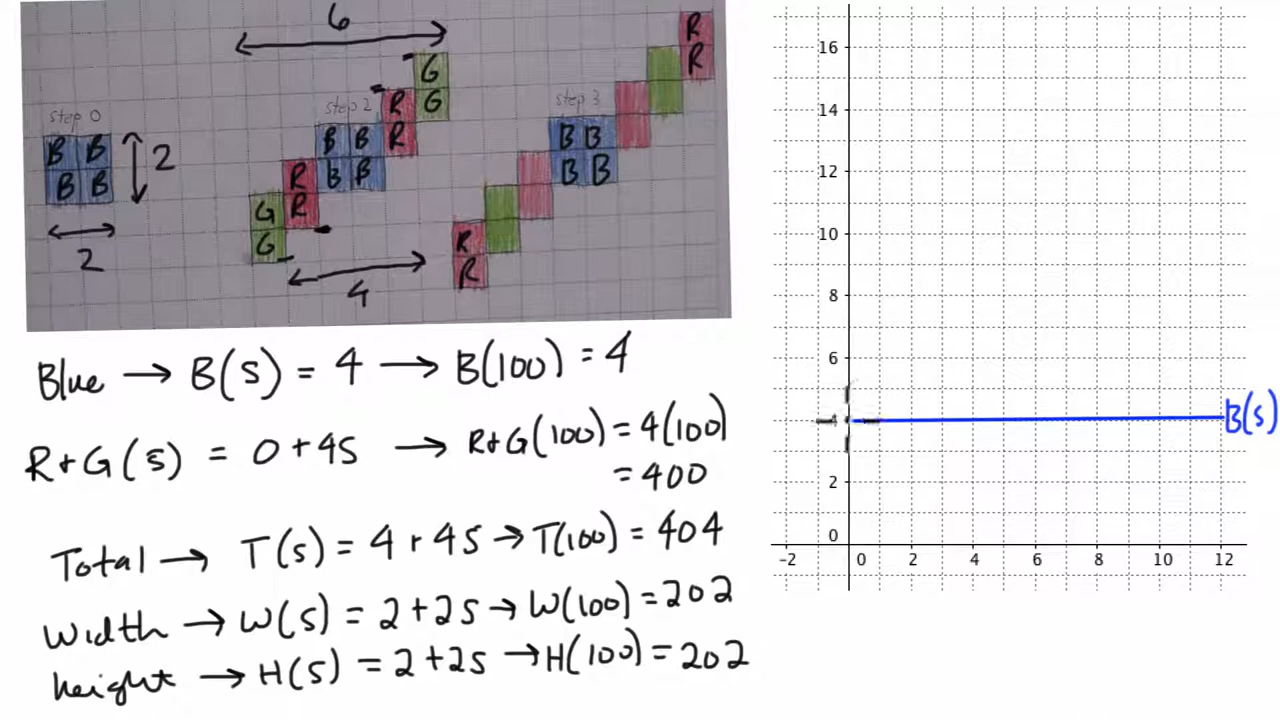 6
R
R
G
G
step 0
step 2
step 3
R
R
B B
B B
2
B B
B B
B B
B B
R
R
G
G
2
4
R
R
Blue → B(s) = 4 → B(100) = 4
R+G(s) = 0+4s → R+G(100) = 4(100)
= 400
Total → T(s) = 4+4s → T(100) = 404
Width → W(s) = 2+2s → W(100) = 202
height → H(s) = 2+2s → H(100) = 202
16
14
12
10
8
6
4
2
0
-2 0 2 4 6 8 10 12
B(s)